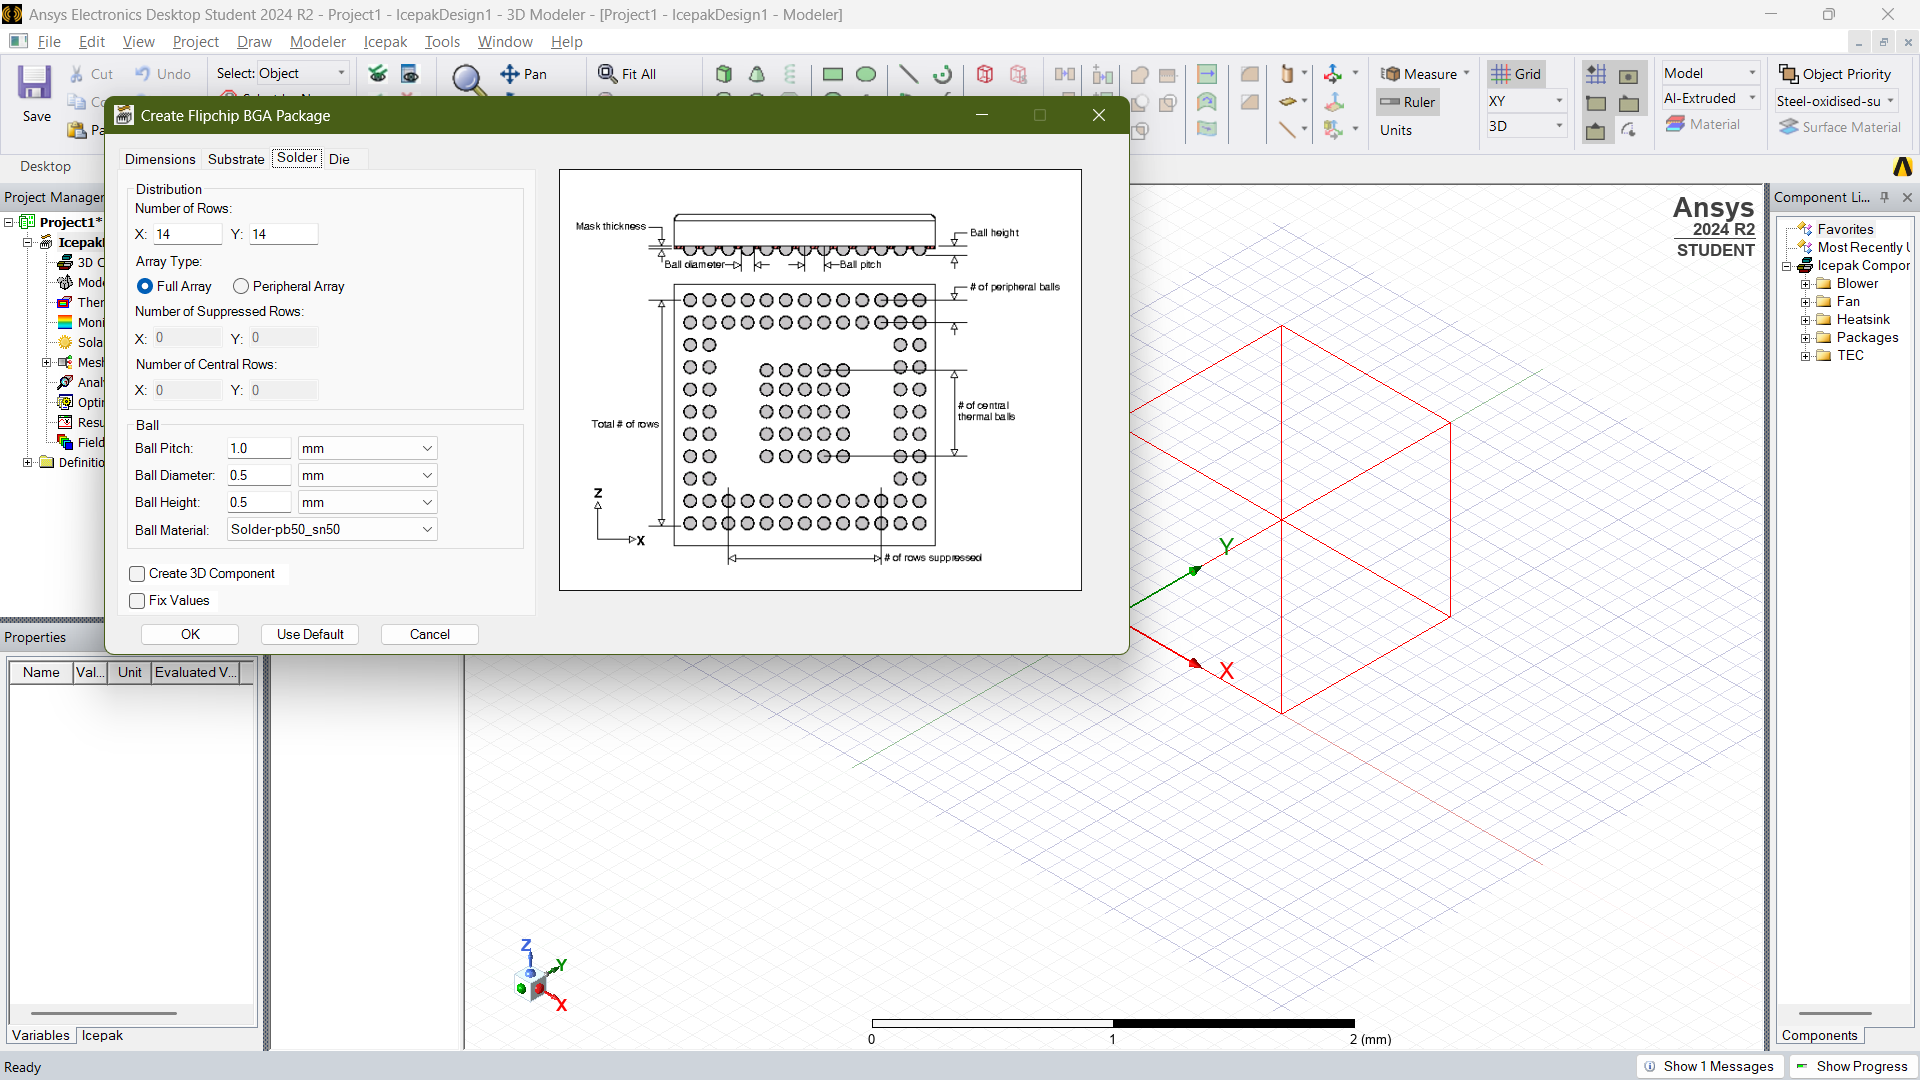 Ansys Electronics Desktop Student 2024 R2 - Project1 - IcepakDesign1 - 3D Modeler - [Project1 - IcepakDesign1 - Modeler]
File Edit View Project Draw Modeler Icepak Tools Window Help
Save
Cut
Undo
Select: Object
Pan
Fit All
Measure
Ruler
Units
Grid
XY
3D
Model
Al-Extruded
Material
Object Priority
Steel-oxidised-su
Surface Material
Desktop
Project Manager
Project1*
Icepak
3D C
Mod
Ther
Moni
Sola
Mesh
Anal
Opti
Resu
Field
Definitio
Create Flipchip BGA Package
Dimensions Substrate Solder Die
Distribution
Number of Rows:
X: 14 Y: 14
Array Type:
Full Array Peripheral Array
Number of Suppressed Rows:
X: 0 Y: 0
Number of Central Rows:
X: 0 Y: 0
Ball
Ball Pitch: 1.0 mm
Ball Diameter: 0.5 mm
Ball Height: 0.5 mm
Ball Material: Solder-pb50_sn50
Create 3D Component
Fix Values
OK Use Default Cancel
Mask thickness
Ball height
Ball diameter
Ball pitch
# of peripheral balls
Total # of rows
# of central
thermal balls
Z
X
# of rows suppressed
Ansys
2024 R2
STUDENT
Y
X
Z
Y
X
0 1 2 (mm)
Component Li...
Favorites
Most Recently U
Icepak Compor
Blower
Fan
Heatsink
Packages
TEC
Components
Properties
Name Val... Unit Evaluated V...
Variables Icepak
Ready
Show 1 Messages Show Progress